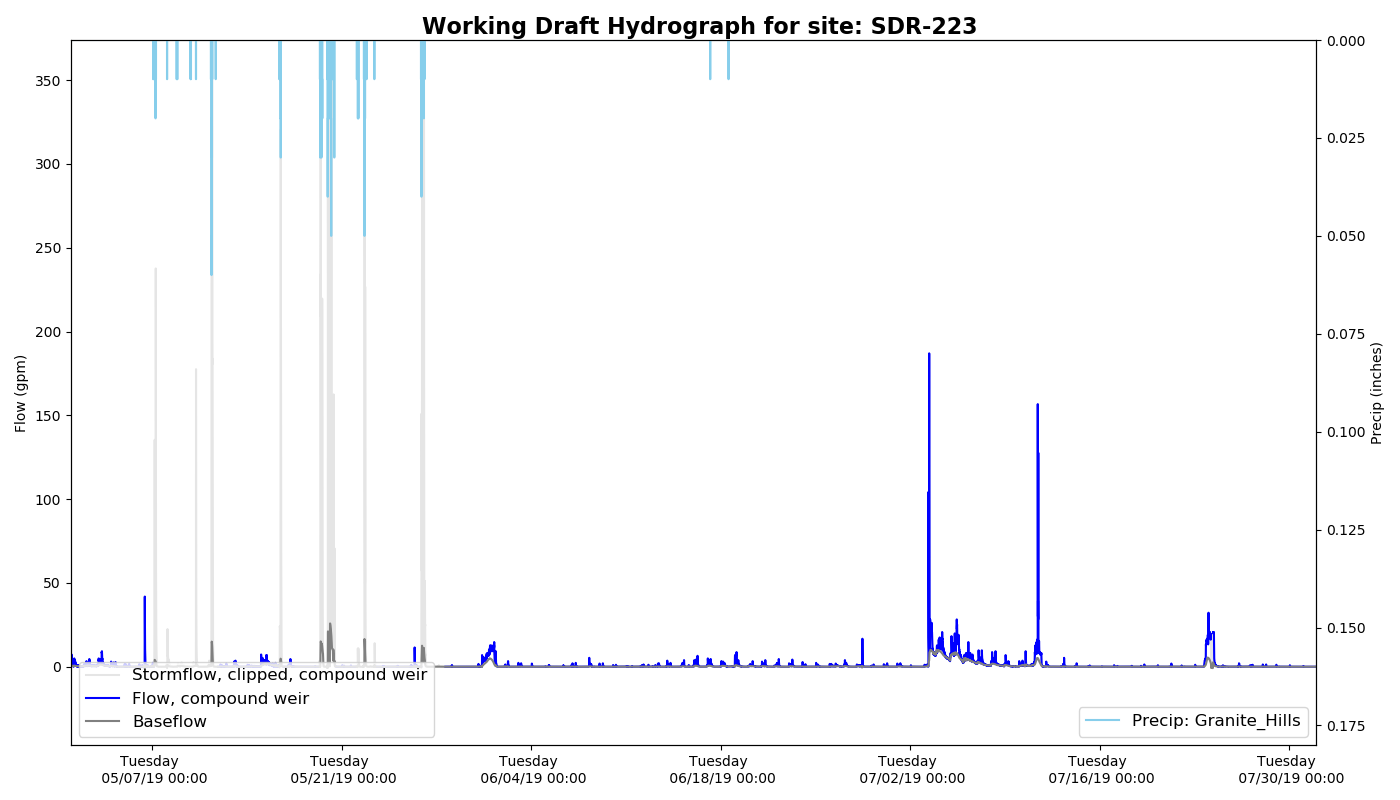 Working Draft Hydrograph for site: SDR-223
350
300
250
200
150
100
50
0
Flow (gpm)
0.000
0.025
0.050
0.075
0.100
0.125
0.150
0.175
Precip (inches)
Stormflow, clipped, compound weir
Flow, compound weir
Baseflow
Precip: Granite_Hills
Tuesday
05/07/19 00:00
Tuesday
05/21/19 00:00
Tuesday
06/04/19 00:00
Tuesday
06/18/19 00:00
Tuesday
07/02/19 00:00
Tuesday
07/16/19 00:00
Tuesday
07/30/19 00:00